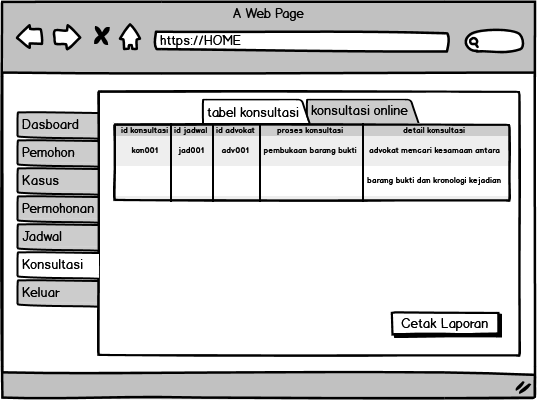 A Web Page
https://HOME
tabel konsultasi konsultasi online
Dasboard
Pemohon
Kasus
Permohonan
Jadwal
Konsultasi
Keluar
id konsultasi id jadwal id advokat proses konsultasi detail konsultasi
kon001 jad001 adv001 pembukaan barang bukti advokat mencari kesamaan antara
barang bukti dan kronologi kejadian
Cetak Laporan